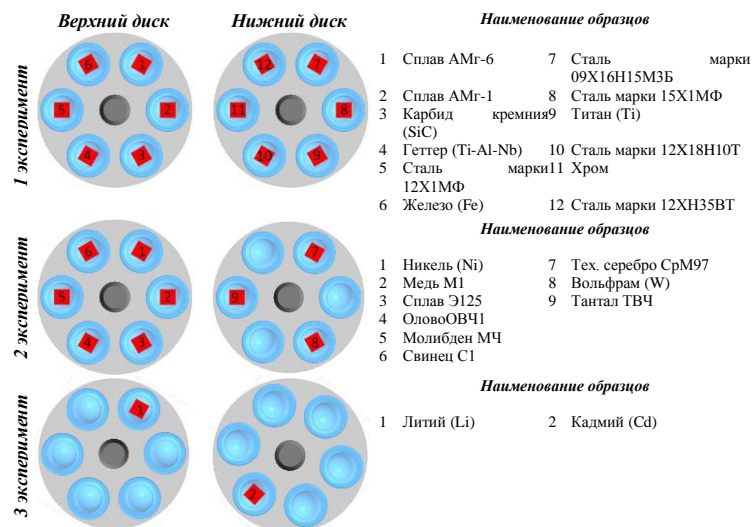 Верхний диск Нижний диск Наименование образцов
1 эксперимент
6 1 5 2 4 3
12 7 11 8 10 9
1 Сплав АМг-6 7 Сталь марки
09Х16Н15М3Б
2 Сплав АМг-1 8 Сталь марки 15Х1МФ
3 Карбид кремния 9 Титан (Ti)
(SiC)
4 Геттер (Ti-Al-Nb) 10 Сталь марки 12Х18Н10Т
5 Сталь марки 11 Хром
12Х1МФ
6 Железо (Fe) 12 Сталь марки 12ХН35ВТ
2 эксперимент
Наименование образцов
6 1 5 2 4 3
7 9 8
1 Никель (Ni) 7 Тех. серебро СрМ97
2 Медь М1 8 Вольфрам (W)
3 Сплав Э125 9 Тантал ТВЧ
4 ОловоОВЧ1
5 Молибден МЧ
6 Свинец С1
3 эксперимент
Наименование образцов
1
2
1 Литий (Li) 2 Кадмий (Cd)